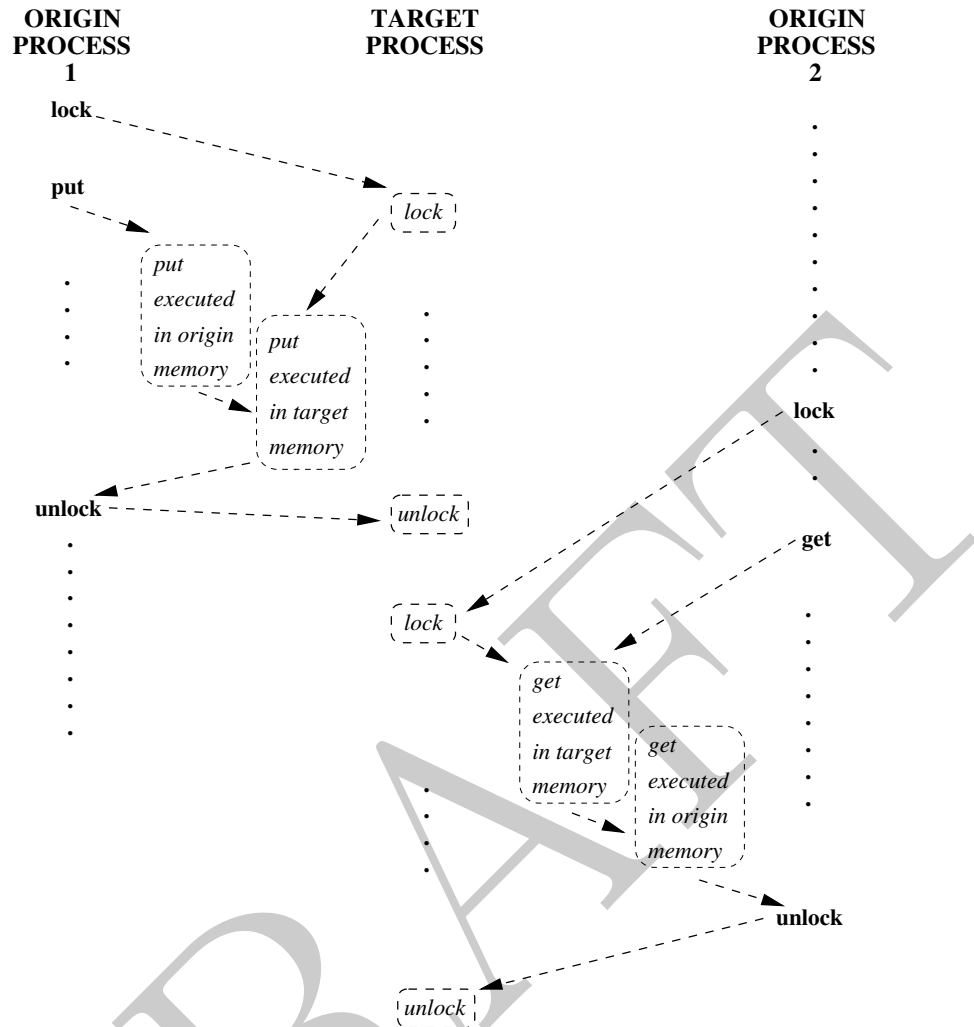 ORIGIN
PROCESS
1
TARGET
PROCESS
ORIGIN
PROCESS
2
lock
put
lock
put
executed
in origin
memory
put
executed
in target
memory
lock
unlock
unlock
get
lock
get
executed
in target
memory
get
executed
in origin
memory
unlock
unlock
DRAFT